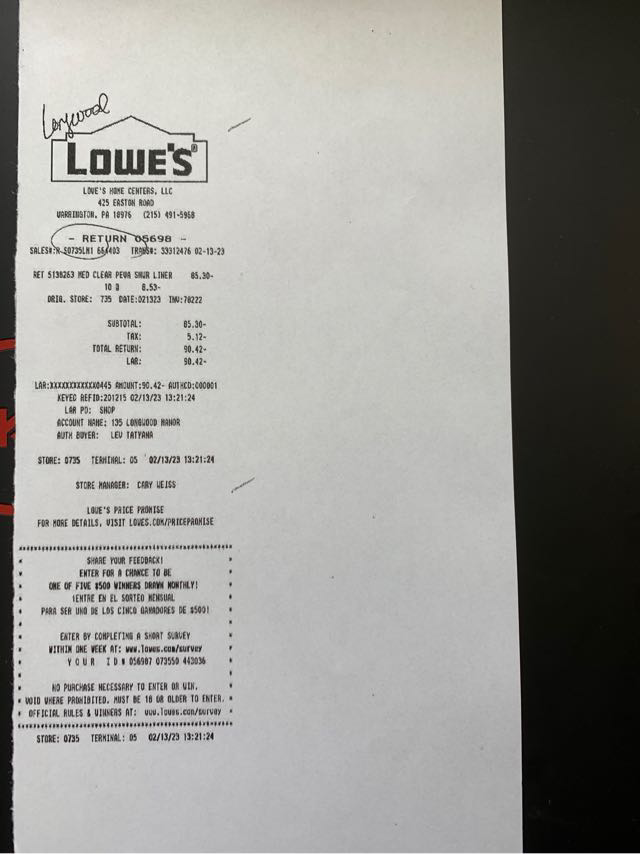 Longwood
LOWE'S®
LOWE'S HOME CENTERS, LLC
425 EASTON ROAD
WARRINGTON, PA 18976 (215) 491-5968
- RETURN 05698 -
SALES#: TRANS#: 33312476 02-13-23
RET 5138263 MED CLEAR PEVA SHWR LINER 85.30-
10 @ 8.53-
ORIG. STORE: 735 DATE:021323 INV:78222
SUBTOTAL: 85.30-
TAX: 5.12-
TOTAL RETURN: 90.42-
LAR: 90.42-
LAR:XXXXXXXXXXXX0445 AMOUNT:90.42- AUTHCD:000001
KEYED REFID:201215 02/13/23 13:21:24
LAR PO: SHOP
ACCOUNT NAME: 135 LONGWOOD MANOR
AUTH BUYER: LEV TATYANA
STORE: 0735 TERMINAL: 05 02/13/23 13:21:24
STORE MANAGER: CARY WEISS
LOWE'S PRICE PROMISE
FOR MORE DETAILS, VISIT LOWES.COM/PRICEPROMISE
SHARE YOUR FEEDBACK!
ENTER FOR A CHANCE TO BE
ONE OF FIVE $500 WINNERS DRAWN MONTHLY!
¡ENTRE EN EL SORTEO MENSUAL
PARA SER UNO DE LOS CINCO GANADORES DE $500!
ENTER BY COMPLETING A SHORT SURVEY
WITHIN ONE WEEK AT: www.lowes.com/survey
Y O U R I D # 056987 073550 443036
NO PURCHASE NECESSARY TO ENTER OR WIN.
VOID WHERE PROHIBITED. MUST BE 18 OR OLDER TO ENTER.
OFFICIAL RULES & WINNERS AT: www.lowes.com/survey
STORE: 0735 TERMINAL: 05 02/13/23 13:21:24